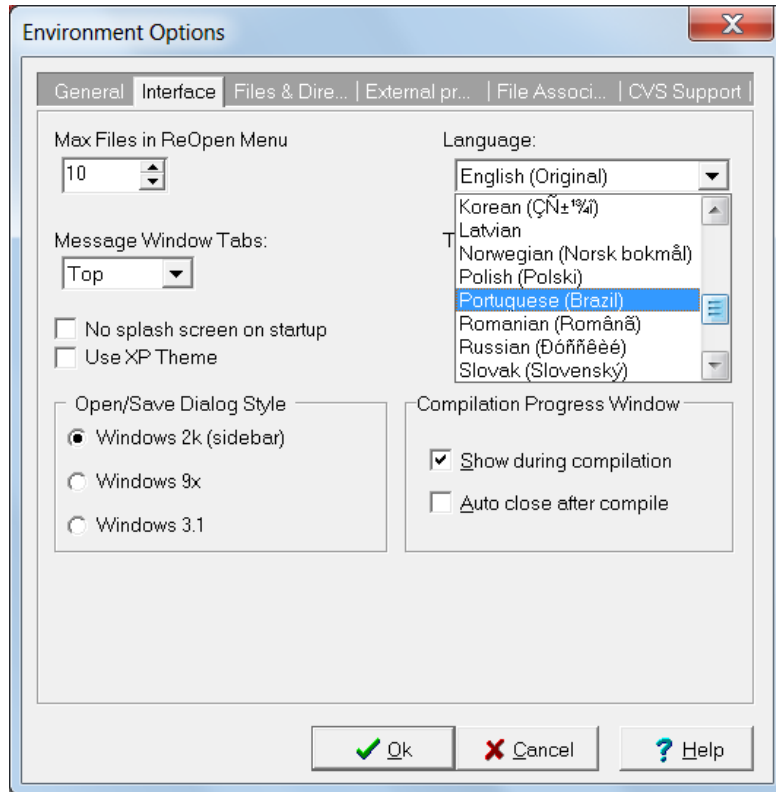 Environment Options
General Interface Files & Dire... External pr... File Associ... CVS Support
Max Files in ReOpen Menu
10
Language:
English (Original)
Korean (ÇÑ±¹¾î)
Latvian
Norwegian (Norsk bokmål)
Polish (Polski)
Portuguese (Brazil)
Romanian (Românã)
Russian (Ðóññêèé)
Slovak (Slovenský)
Message Window Tabs:
Top
T
No splash screen on startup
Use XP Theme
Open/Save Dialog Style
Windows 2k (sidebar)
Windows 9x
Windows 3.1
Compilation Progress Window
Show during compilation
Auto close after compile
Ok Cancel Help